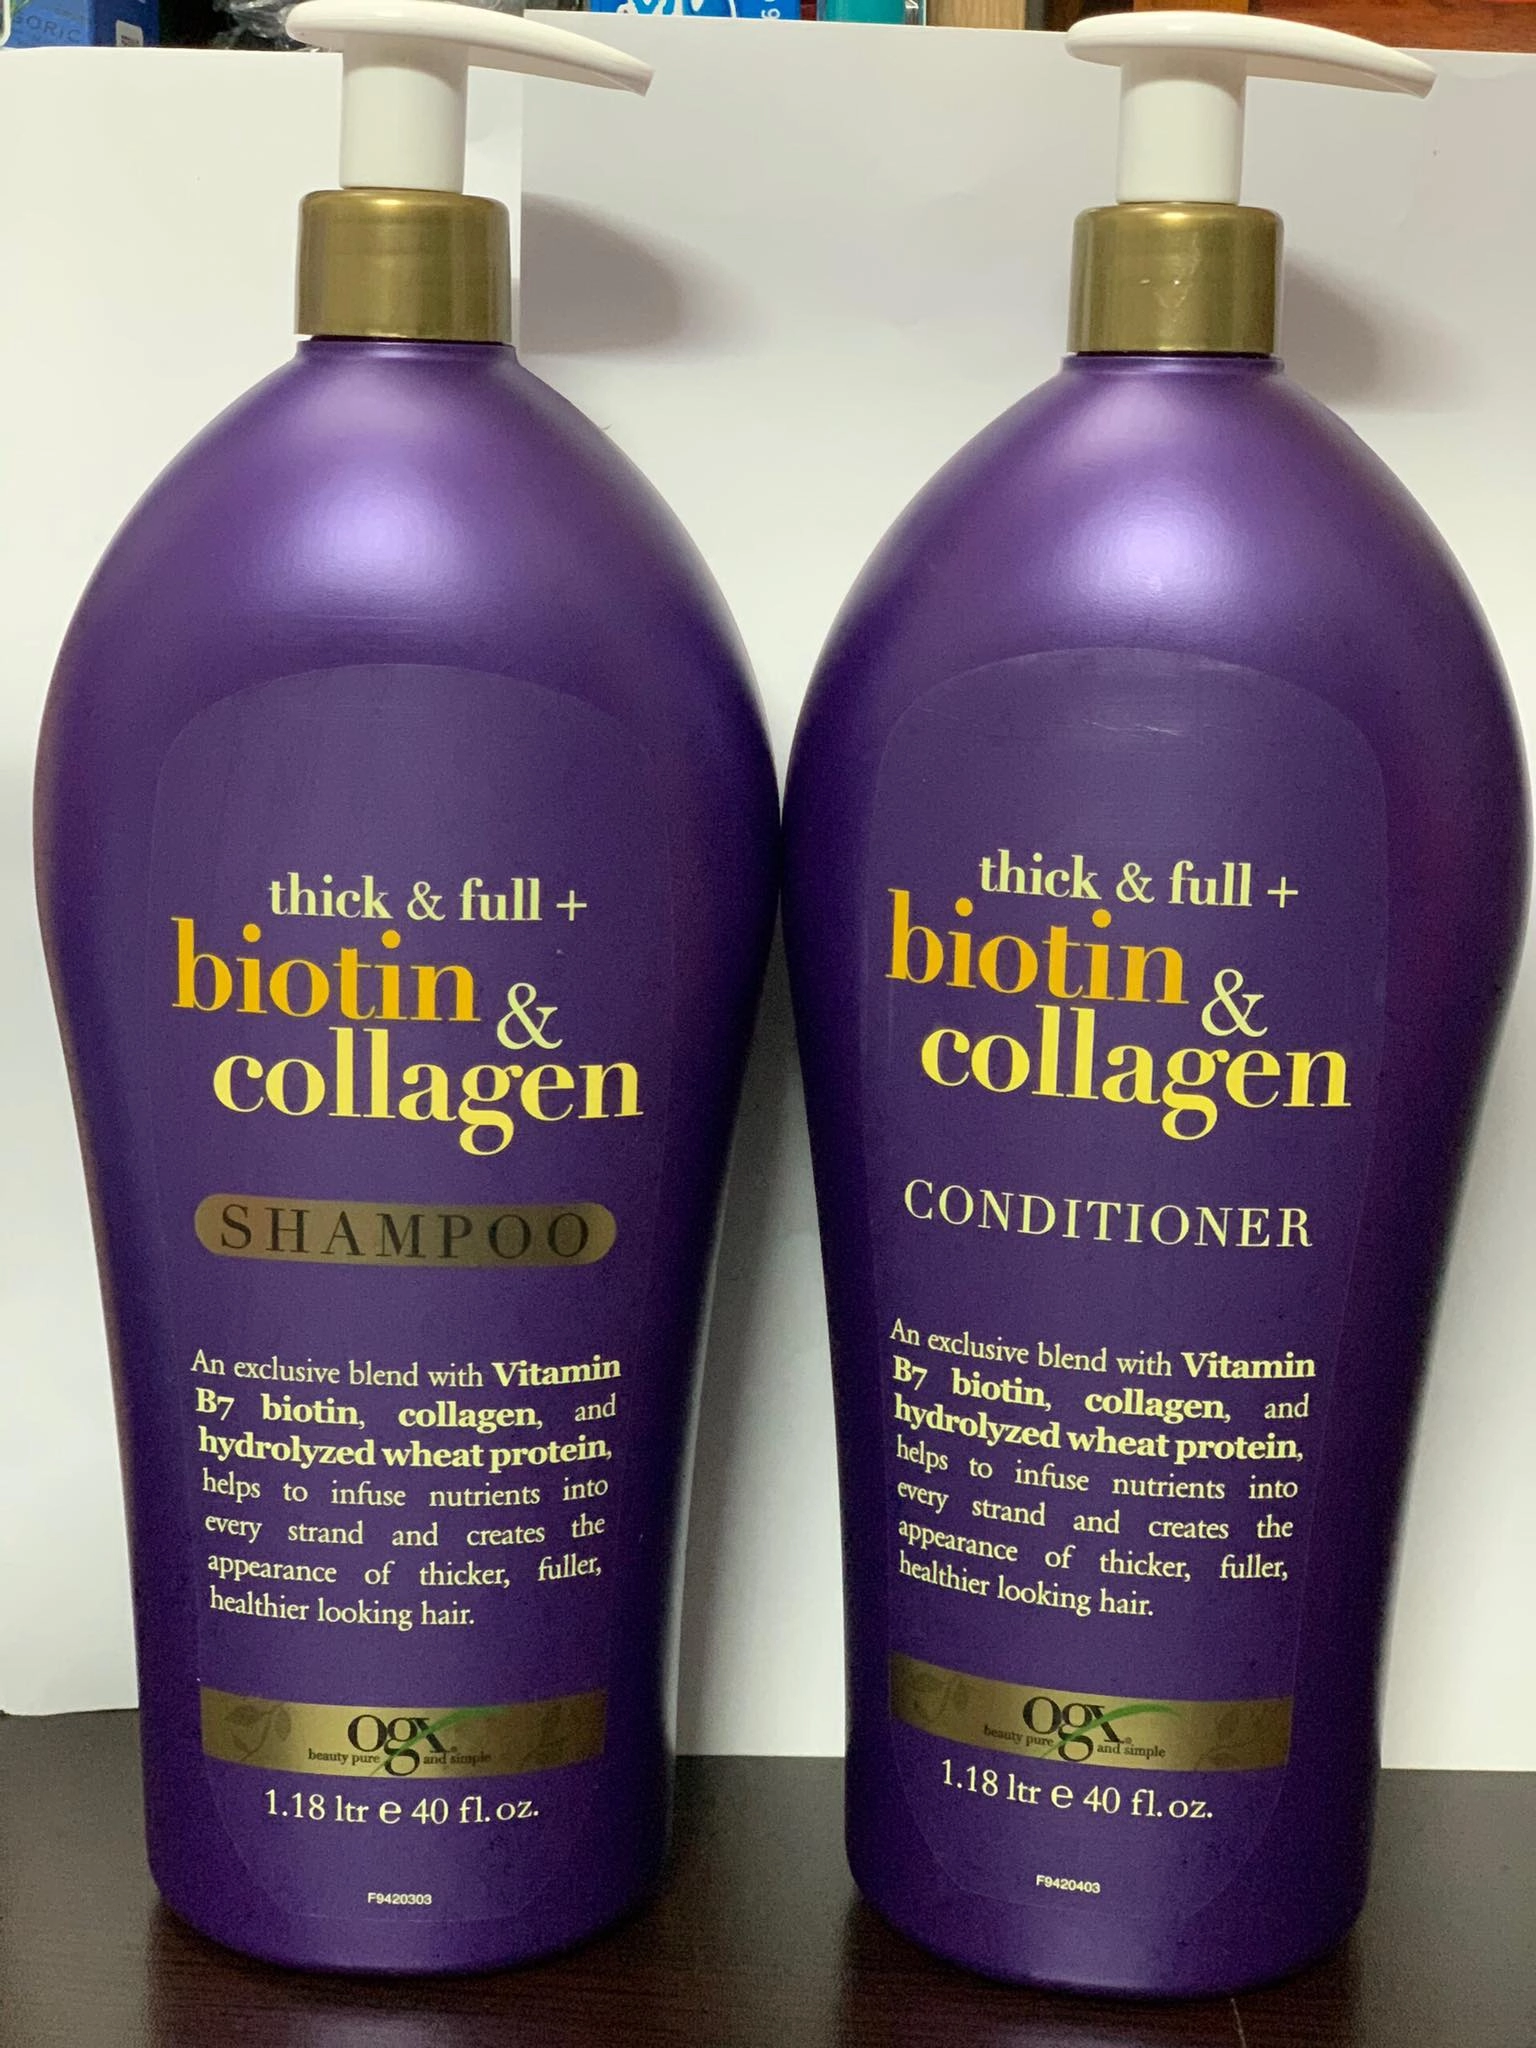 GORIC
thick & full +
biotin &
collagen
SHAMPOO
An exclusive blend with Vitamin
B7 biotin, collagen, and
hydrolyzed wheat protein,
helps to infuse nutrients into
every strand and creates the
appearance of thicker, fuller,
healthier looking hair.
ogx®
beauty pure and simple
1.18 ltr e 40 fl. oz.
F9420303
thick & full +
biotin &
collagen
CONDITIONER
An exclusive blend with Vitamin
B7 biotin, collagen, and
hydrolyzed wheat protein,
helps to infuse nutrients into
every strand and creates the
appearance of thicker, fuller,
healthier looking hair.
ogx®
beauty pure and simple
1.18 ltr e 40 fl. oz.
F9420403